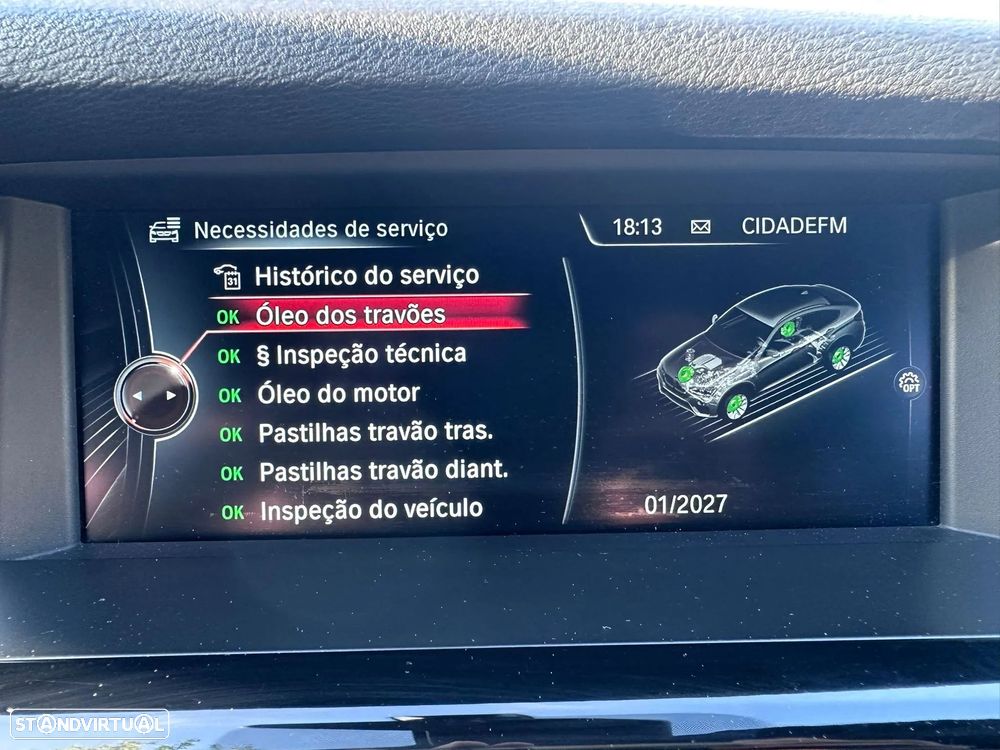 Necessidades de serviço
18:13 CIDADEFM
31 Histórico do serviço
OK Óleo dos travões
OK § Inspeção técnica
OK Óleo do motor
OK Pastilhas travão tras.
OK Pastilhas travão diant.
OK Inspeção do veículo
OPT
01/2027
STANDVIRTUAL